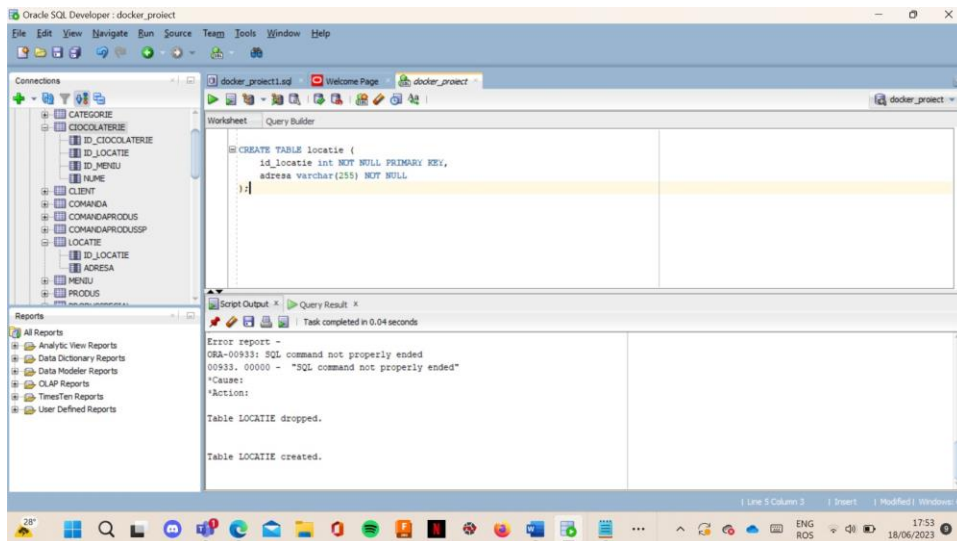 Oracle SQL Developer : docker_proiect
File Edit View Navigate Run Source Team Tools Window Help
Connections
docker_proiect1.sql
Welcome Page
docker_proiect
docker_proiect
CATEGORIE
CIOCOLATERIE
ID_CIOCOLATERIE
ID_LOCATIE
ID_MENIU
NUME
CLIENT
COMANDA
COMANDAPRODUS
COMANDAPRODUSSP
LOCATIE
ID_LOCATIE
ADRESA
MENIU
PRODUS
Worksheet Query Builder
CREATE TABLE locatie (
id_locatie int NOT NULL PRIMARY KEY,
adresa varchar(255) NOT NULL
);
Reports
All Reports
Analytic View Reports
Data Dictionary Reports
Data Modeler Reports
OLAP Reports
TimesTen Reports
User Defined Reports
Script Output x Query Result x
Task completed in 0.04 seconds
Error report -
ORA-00933: SQL command not properly ended
00933. 00000 - "SQL command not properly ended"
*Cause:
*Action:
Table LOCATIE dropped.
Table LOCATIE created.
| Line 5 Column 3 | Insert | Modified | Windows:
28°
ENG
ROS
17:53
18/06/2023